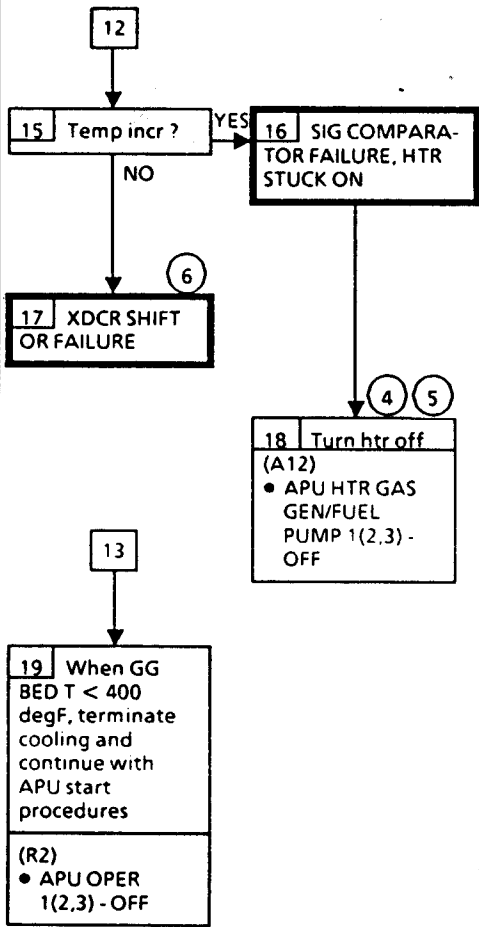 12
15 Temp incr ?
YES
16 SIG COMPARA-
TOR FAILURE, HTR
STUCK ON
NO
6
17 XDCR SHIFT
OR FAILURE
4 5
18 Turn htr off
(A12)
• APU HTR GAS
GEN/FUEL
PUMP 1(2,3) -
OFF
13
19 When GG
BED T < 400
degF, terminate
cooling and
continue with
APU start
procedures
(R2)
• APU OPER
1(2,3) - OFF